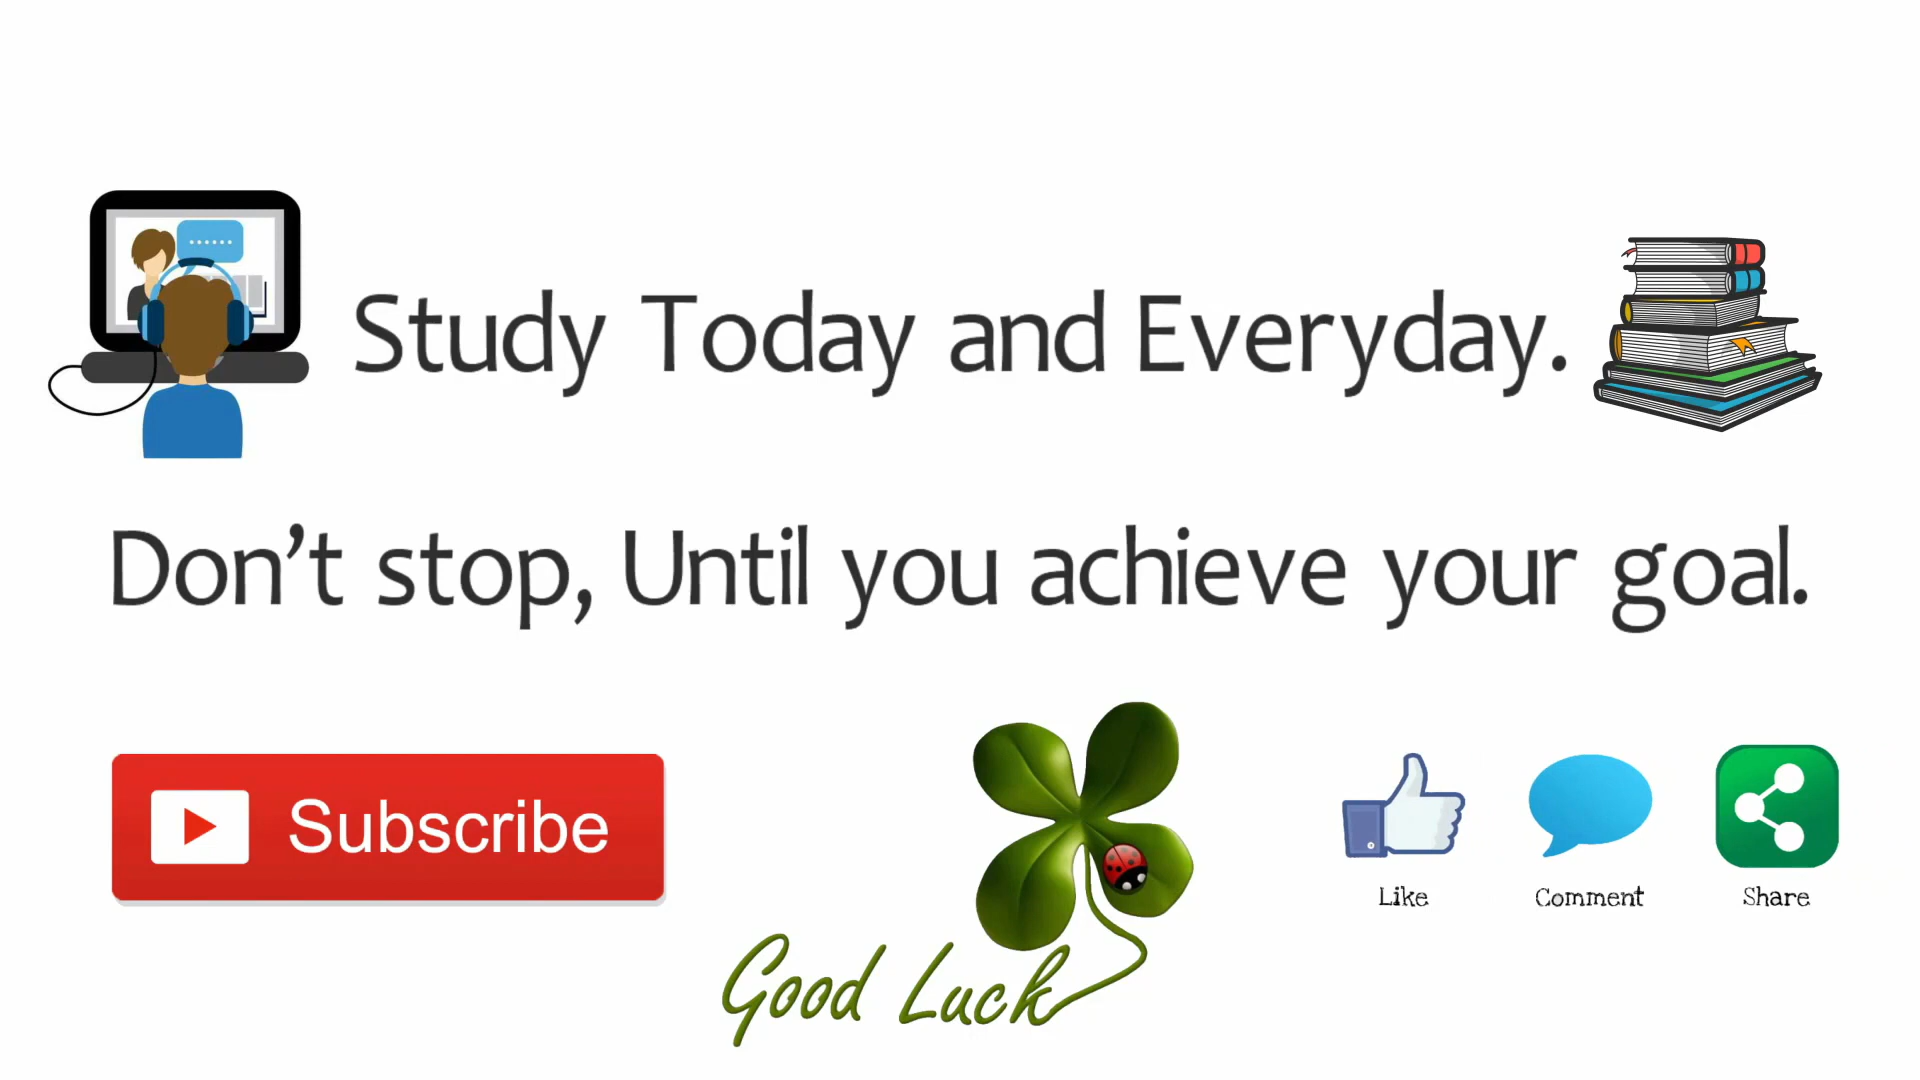 Study Today and Everyday.
Don't stop, Until you achieve your goal.
Subscribe
Good Luck
Like
Comment
Share